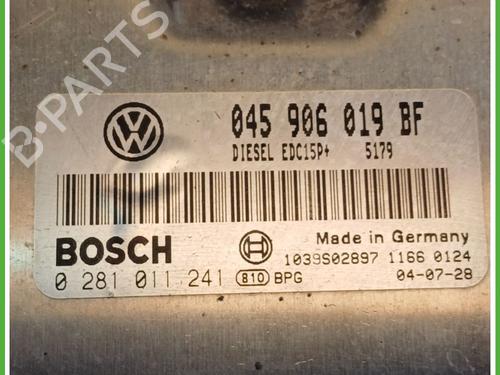 B-PARTS
045 906 019 BF
DIESEL EDC15P+ 5179
BOSCH
Made in Germany
1039S02897 1166 0124
0 281 011 241 810 BPG 04-07-28